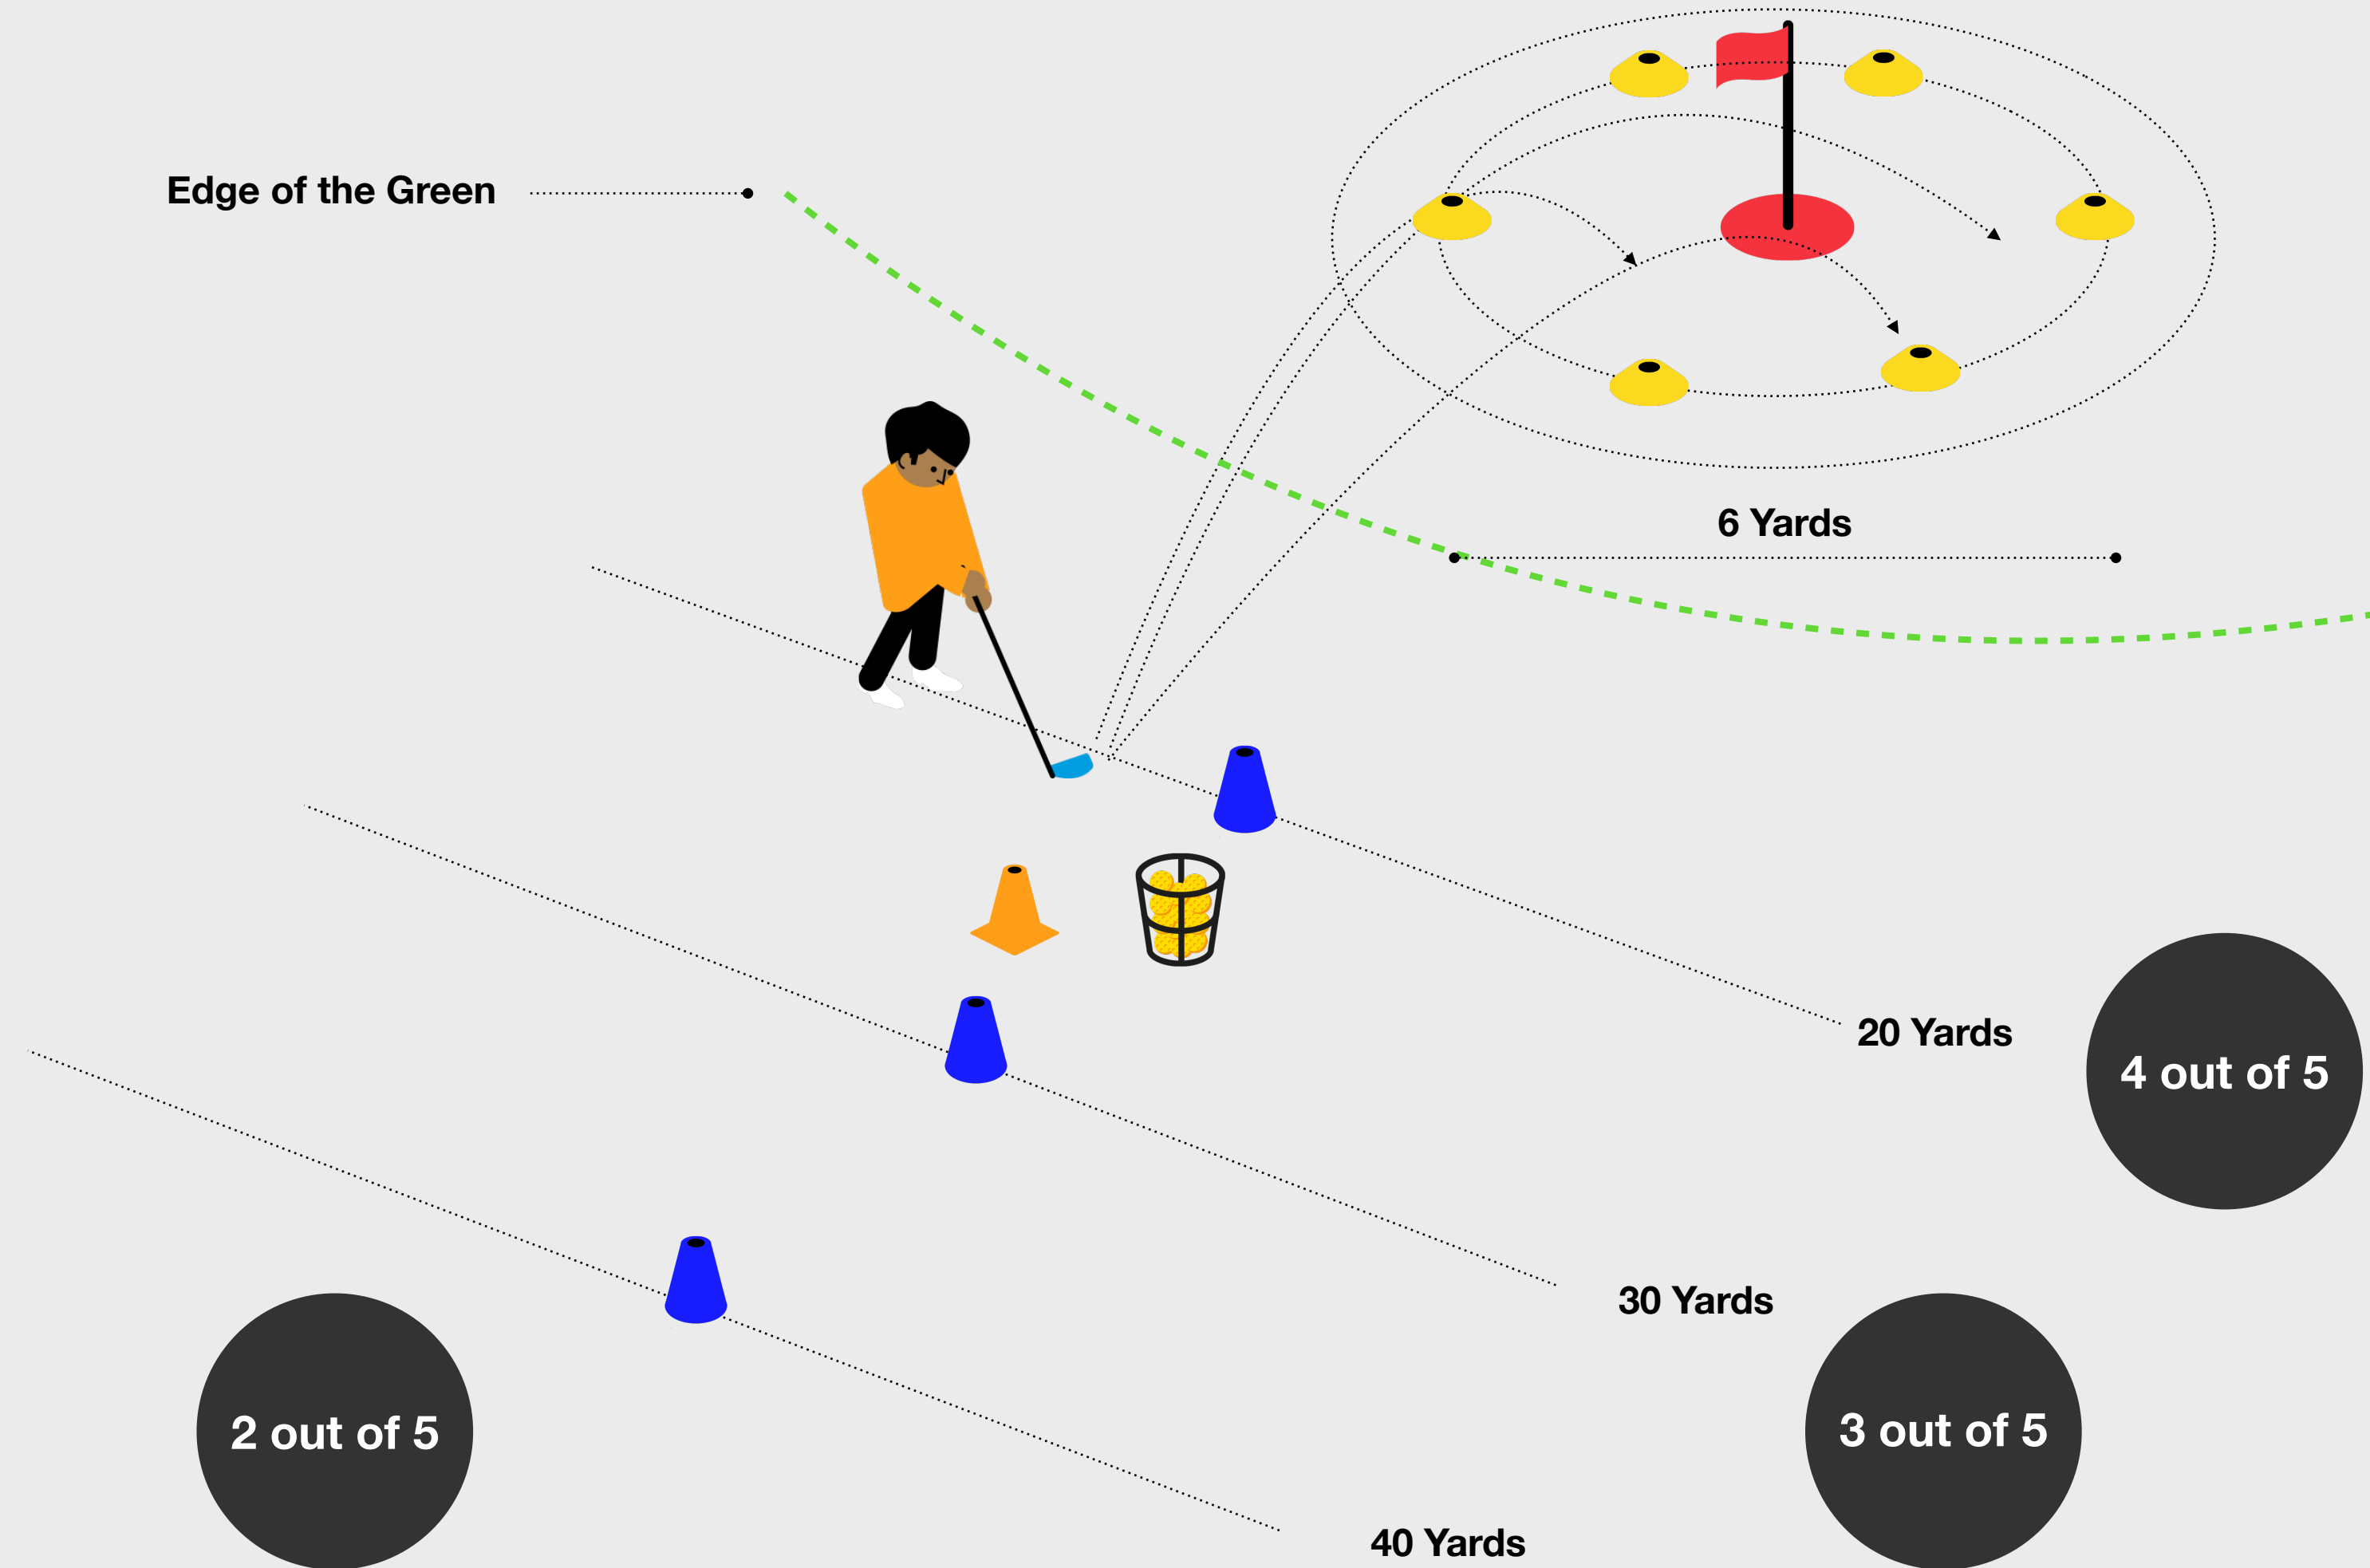 Edge of the Green
6 Yards
20 Yards
4 out of 5
30 Yards
3 out of 5
2 out of 5
40 Yards